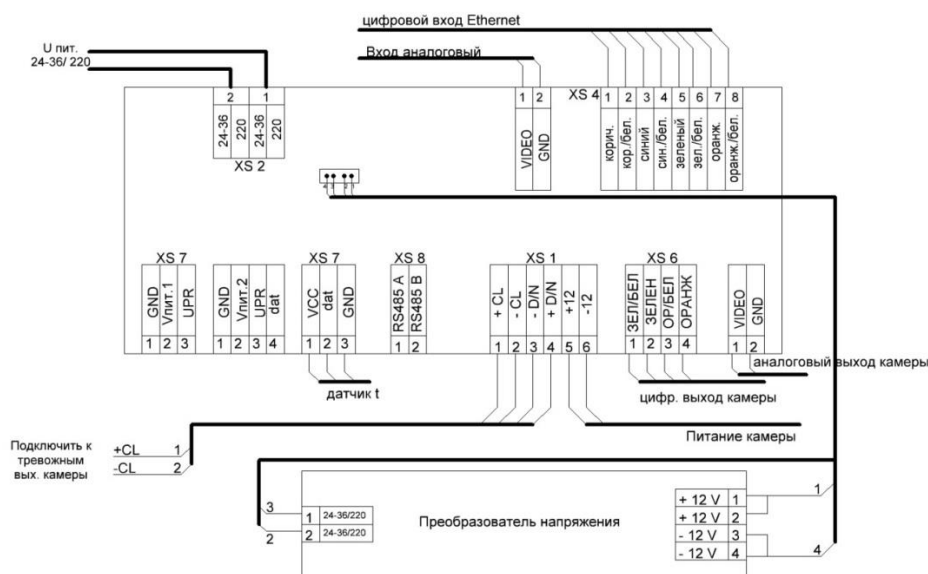 цифровой вход Ethernet
U пит.
24-36/ 220
Вход аналоговый
2 1
24-36 220 24-36 220
XS 2
1 2
VIDEO GND
XS 4
1 2 3 4 5 6 7 8
корич. кор./бел. синий син./бел. зеленый зел./бел. оранж. оранж./бел.
XS 7
GND Vпит.1 UPR
1 2 3
GND Vпит.2 UPR dat
1 2 3 4
XS 7
VCC dat GND
1 2 3
XS 8
RS485 A RS485 B
1 2
XS 1
+ CL - CL - D/N + D/N +12 -12
1 2 3 4 5 6
XS 6
ЗЕЛ/БЕЛ ЗЕЛЕН ОР/БЕЛ ОРАНЖ
1 2 3 4
VIDEO GND
1 2
аналоговый выход камеры
датчик t
цифр. выход камеры
Питание камеры
Подключить к
тревожным
вых. камеры
+CL 1
-CL 2
3
2
1 24-36/220
2 24-36/220
Преобразователь напряжения
+ 12 V 1
+ 12 V 2
- 12 V 3
- 12 V 4
1
4